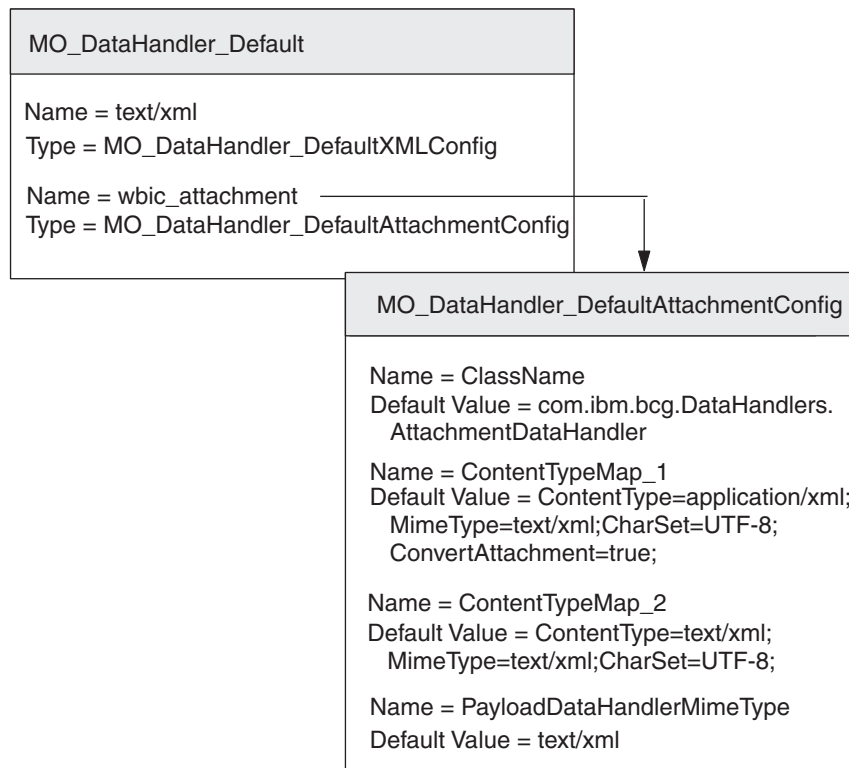 MO_DataHandler_Default
Name = text/xml
Type = MO_DataHandler_DefaultXMLConfig
Name = wbic_attachment
Type = MO_DataHandler_DefaultAttachmentConfig
MO_DataHandler_DefaultAttachmentConfig
Name = ClassName
Default Value = com.ibm.bcg.DataHandlers.
AttachmentDataHandler
Name = ContentTypeMap_1
Default Value = ContentType=application/xml;
MimeType=text/xml;CharSet=UTF-8;
ConvertAttachment=true;
Name = ContentTypeMap_2
Default Value = ContentType=text/xml;
MimeType=text/xml;CharSet=UTF-8;
Name = PayloadDataHandlerMimeType
Default Value = text/xml